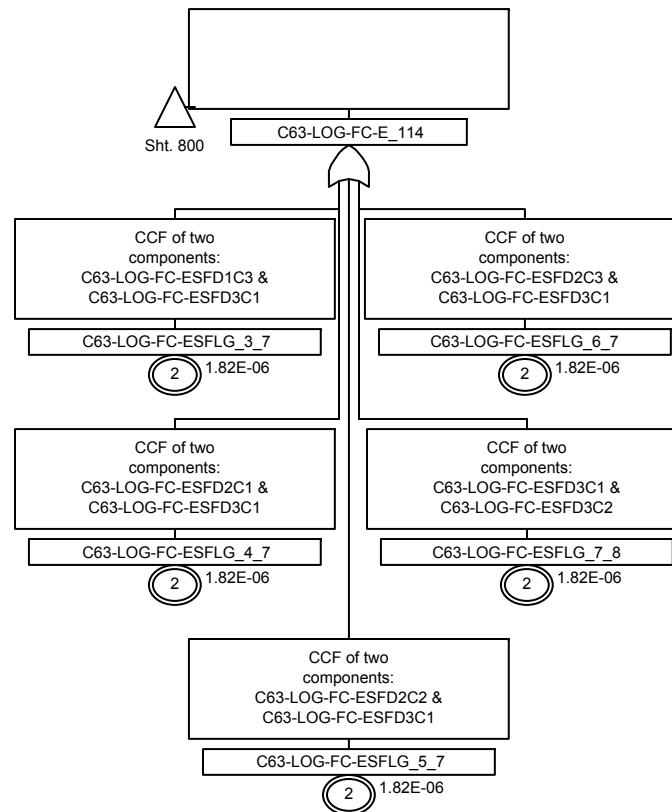 C63-LOG-FC-E_114
Sht. 800
CCF of two
components:
C63-LOG-FC-ESFD1C3 &
C63-LOG-FC-ESFD3C1
C63-LOG-FC-ESFLG_3_7
2
1.82E-06
CCF of two
components:
C63-LOG-FC-ESFD2C3 &
C63-LOG-FC-ESFD3C1
C63-LOG-FC-ESFLG_6_7
2
1.82E-06
CCF of two
components:
C63-LOG-FC-ESFD2C1 &
C63-LOG-FC-ESFD3C1
C63-LOG-FC-ESFLG_4_7
2
1.82E-06
CCF of two
components:
C63-LOG-FC-ESFD3C1 &
C63-LOG-FC-ESFD3C2
C63-LOG-FC-ESFLG_7_8
2
1.82E-06
CCF of two
components:
C63-LOG-FC-ESFD2C2 &
C63-LOG-FC-ESFD3C1
C63-LOG-FC-ESFLG_5_7
2
1.82E-06